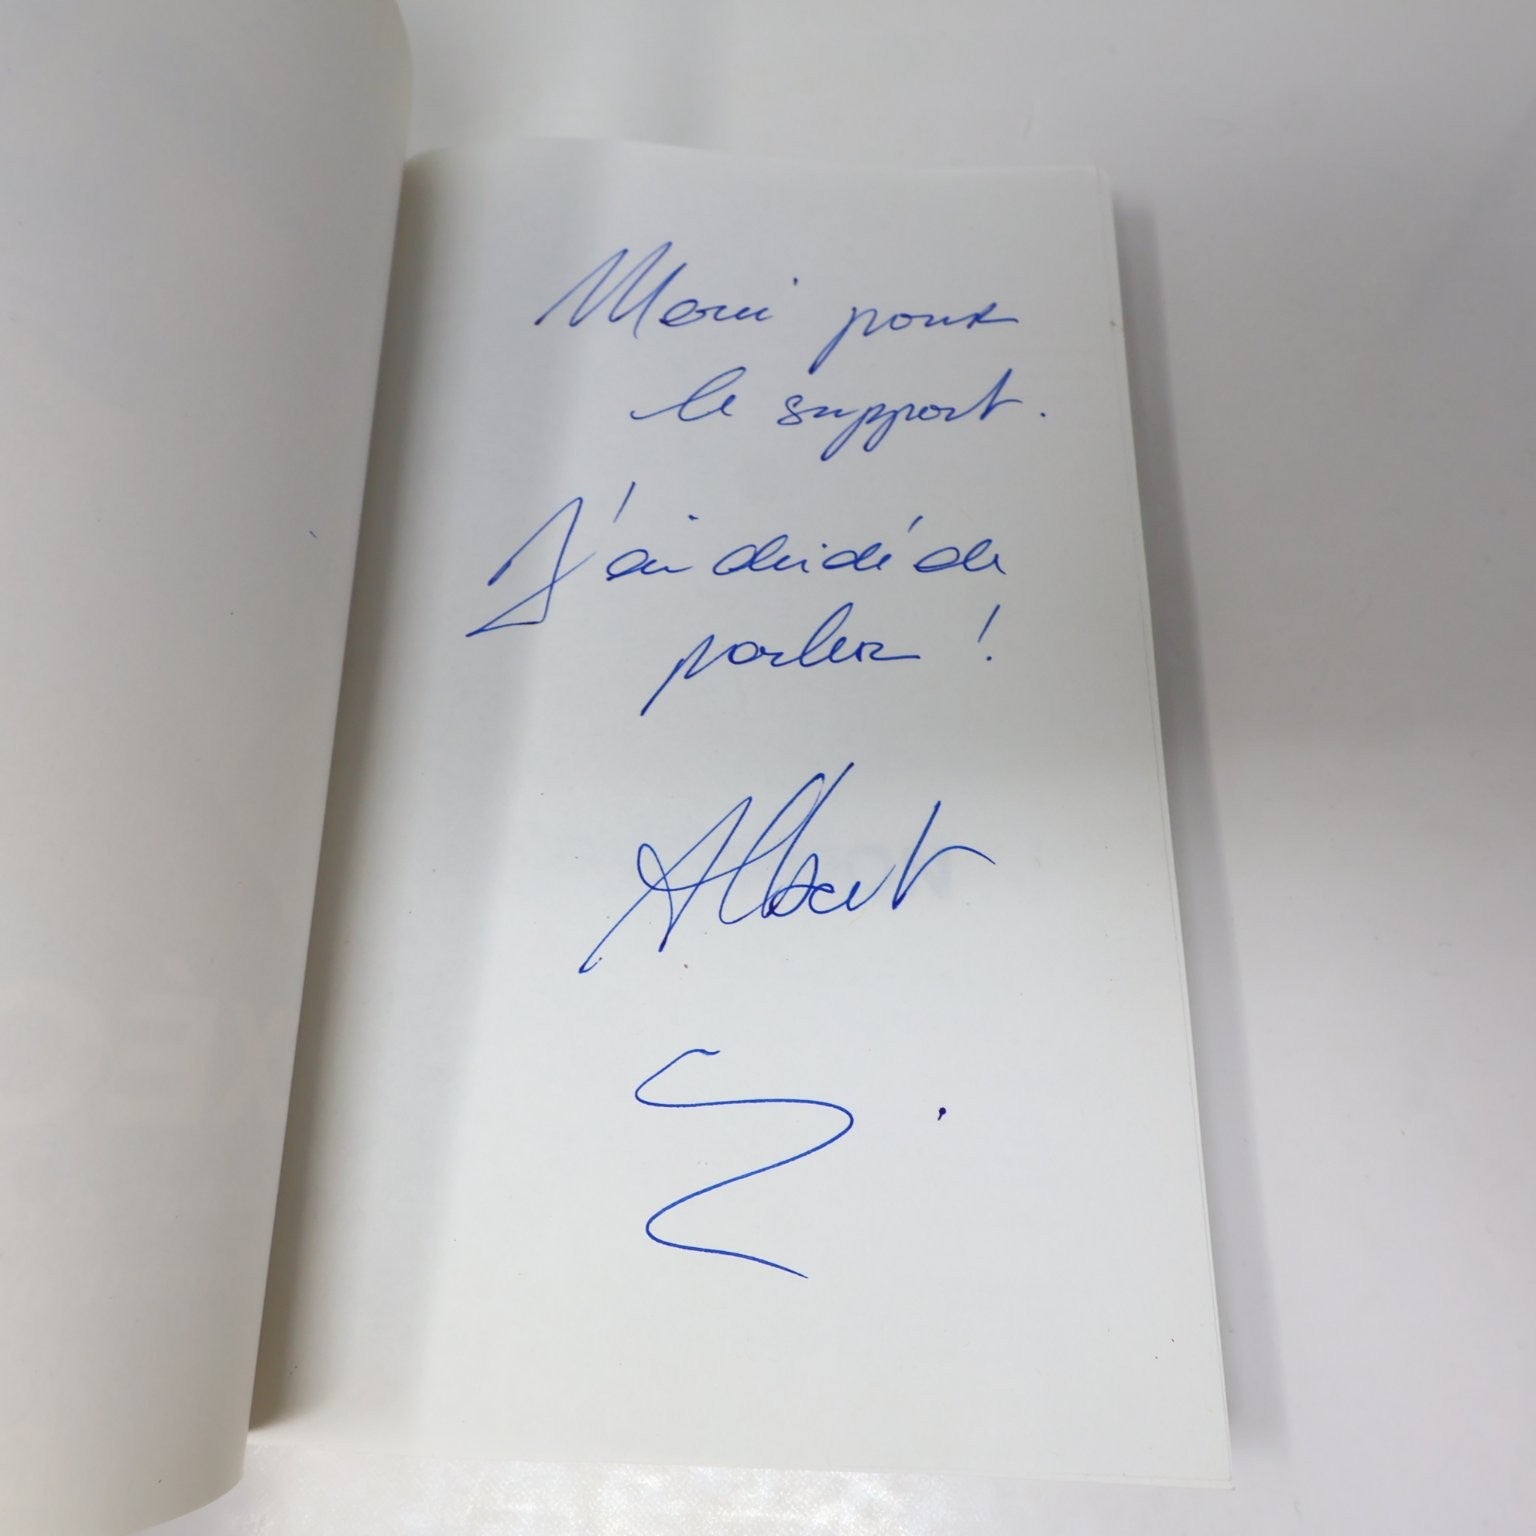 Merci pour
le support.
J'ai décidé de
parler !
Albert